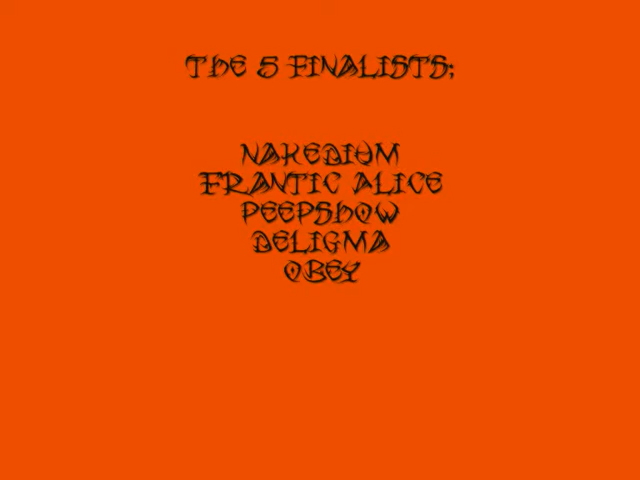 THE 5 FINALISTS;
NAKEDIUM
FRANTIC ALICE
PEEPSHOW
DELIGMA
OBEY